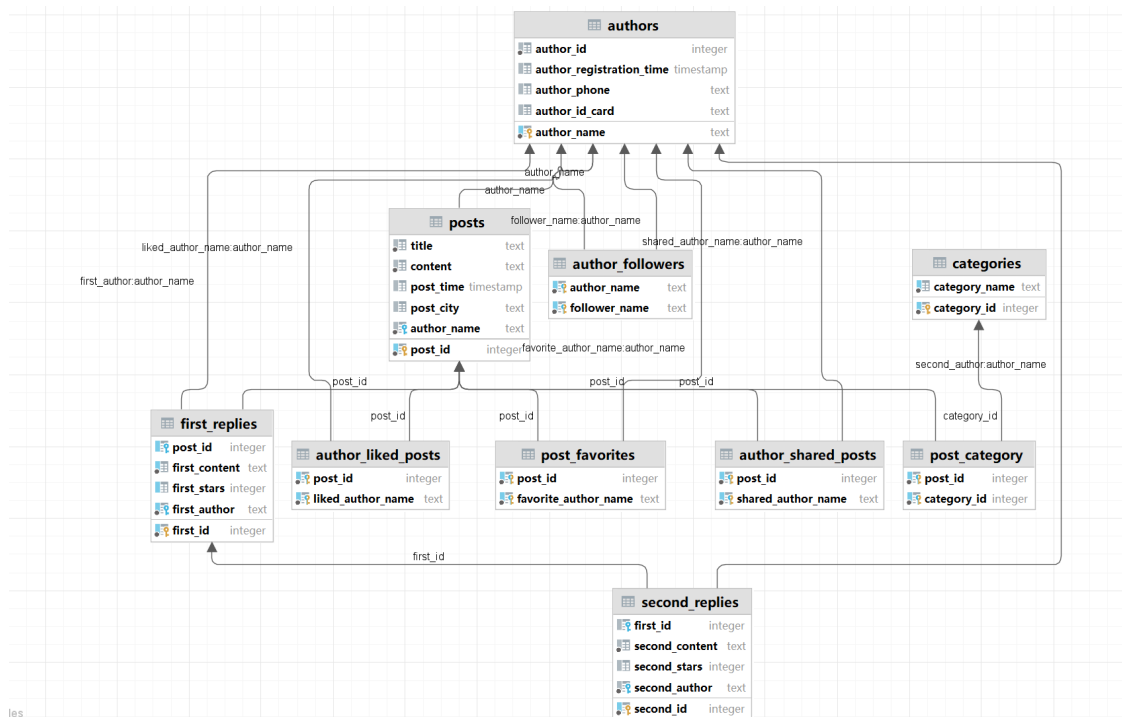 authors
author_id integer
author_registration_time timestamp
author_phone text
author_id_card text
author_name text
author_name
author_name
posts
title text
content text
post_time timestamp
post_city text
author_name text
post_id integer
follower_name:author_name
shared_author_name:author_name
liked_author_name:author_name
first_author:author_name
author_followers
author_name text
follower_name text
categories
category_name text
category_id integer
favorite_author_name:author_name
second_author:author_name
post_id
post_id
post_id
post_id
post_id
category_id
first_replies
post_id integer
first_content text
first_stars integer
first_author text
first_id integer
author_liked_posts
post_id integer
liked_author_name text
post_favorites
post_id integer
favorite_author_name text
author_shared_posts
post_id integer
shared_author_name text
post_category
post_id integer
category_id integer
first_id
second_replies
first_id integer
second_content text
second_stars integer
second_author text
second_id integer
les